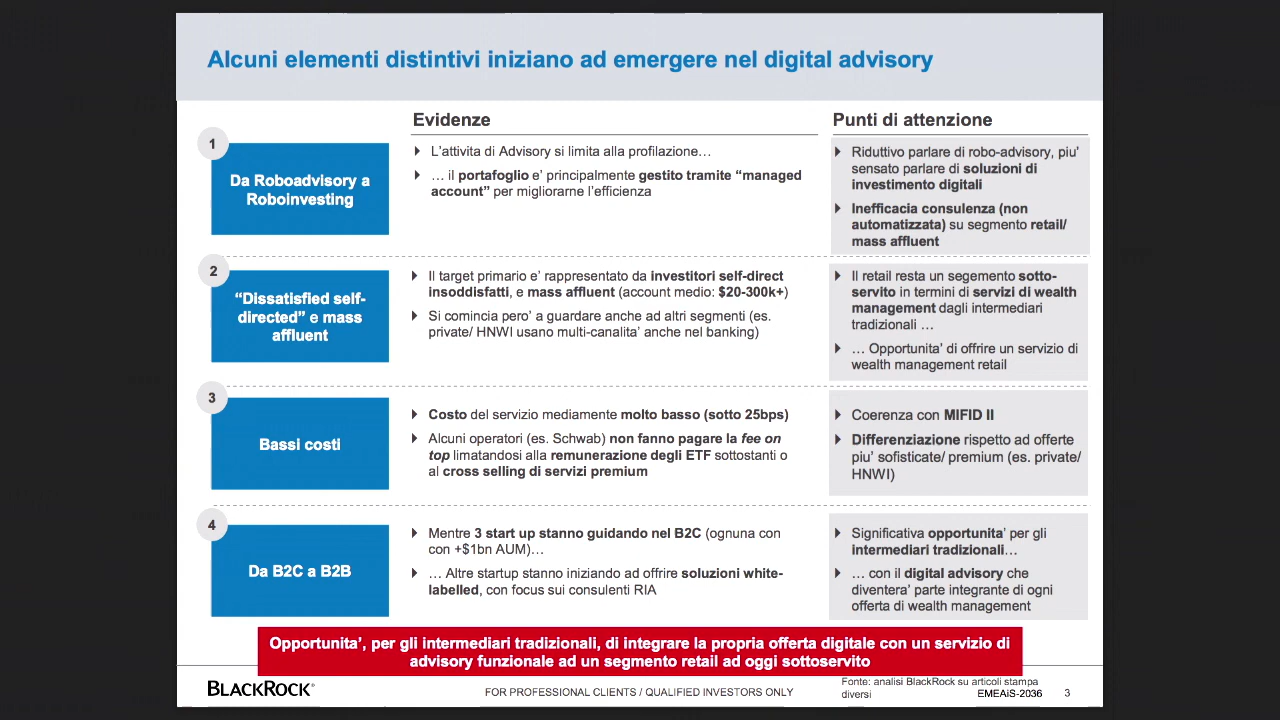 Alcuni elementi distintivi iniziano ad emergere nel digital advisory
Evidenze
Punti di attenzione
1
Da Roboadvisory a
Roboinvesting
L'attivita di Advisory si limita alla profilazione…
… il portafoglio e' principalmente gestito tramite "managed
account" per migliorarne l'efficienza
Riduttivo parlare di robo-advisory, piu'
sensato parlare di soluzioni di
investimento digitali
Inefficacia consulenza (non
automatizzata) su segmento retail/
mass affluent
2
"Dissatisfied self-
directed" e mass
affluent
Il target primario e' rappresentato da investitori self-direct
insoddisfatti, e mass affluent (account medio: $20-300k+)
Si comincia pero' a guardare anche ad altri segmenti (es.
private/ HNWI usano multi-canalita' anche nel banking)
Il retail resta un segemento sotto-
servito in termini di servizi di wealth
management dagli intermediari
tradizionali …
… Opportunita' di offrire un servizio di
wealth management retail
3
Bassi costi
Costo del servizio mediamente molto basso (sotto 25bps)
Alcuni operatori (es. Schwab) non fanno pagare la fee on
top limatandosi alla remunerazione degli ETF sottostanti o
al cross selling di servizi premium
Coerenza con MIFID II
Differenziazione rispetto ad offerte
piu' sofisticate/ premium (es. private/
HNWI)
4
Da B2C a B2B
Mentre 3 start up stanno guidando nel B2C (ognuna con
con +$1bn AUM)…
… Altre startup stanno iniziando ad offrire soluzioni white-
labelled, con focus sui consulenti RIA
Significativa opportunita' per gli
intermediari tradizionali…
… con il digital advisory che
diventera' parte integrante di ogni
offerta di wealth management
Opportunita', per gli intermediari tradizionali, di integrare la propria offerta digitale con un servizio di
advisory funzionale ad un segmento retail ad oggi sottoservito
BLACKROCK®
FOR PROFESSIONAL CLIENTS / QUALIFIED INVESTORS ONLY
Fonte: analisi BlackRock su articoli stampa
diversi
EMEAiS-2036
3